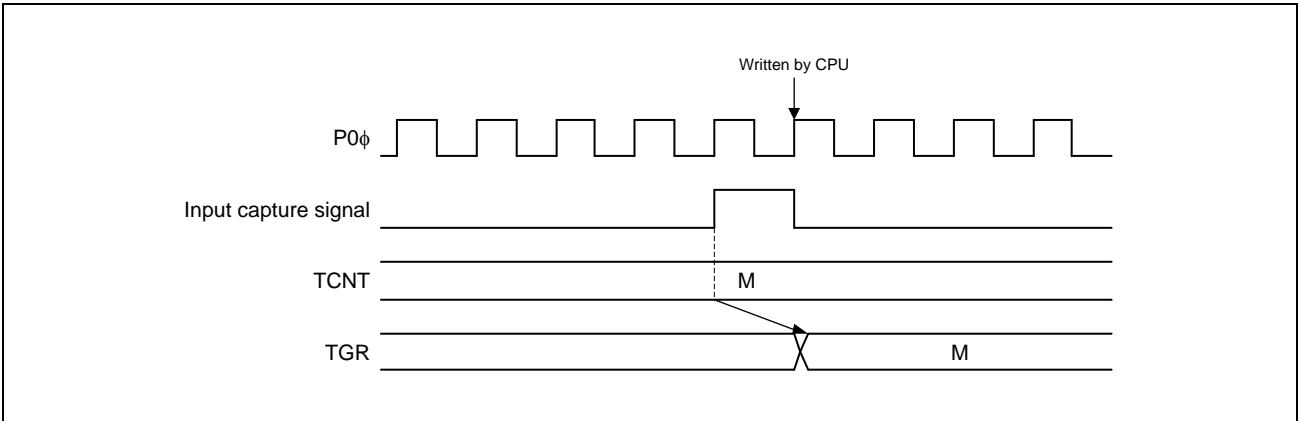 Written by CPU
P0ϕ
Input capture signal
TCNT
M
TGR
M